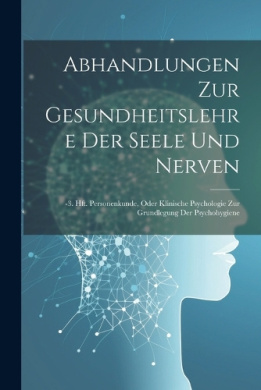 Abhandlungen
Zur
Gesundheitslehr
e Der Seele Und
Nerven
-3. Hft. Personenkunde, Oder Klinische Psychologie Zur
Grundlegung Der Psychohygiene